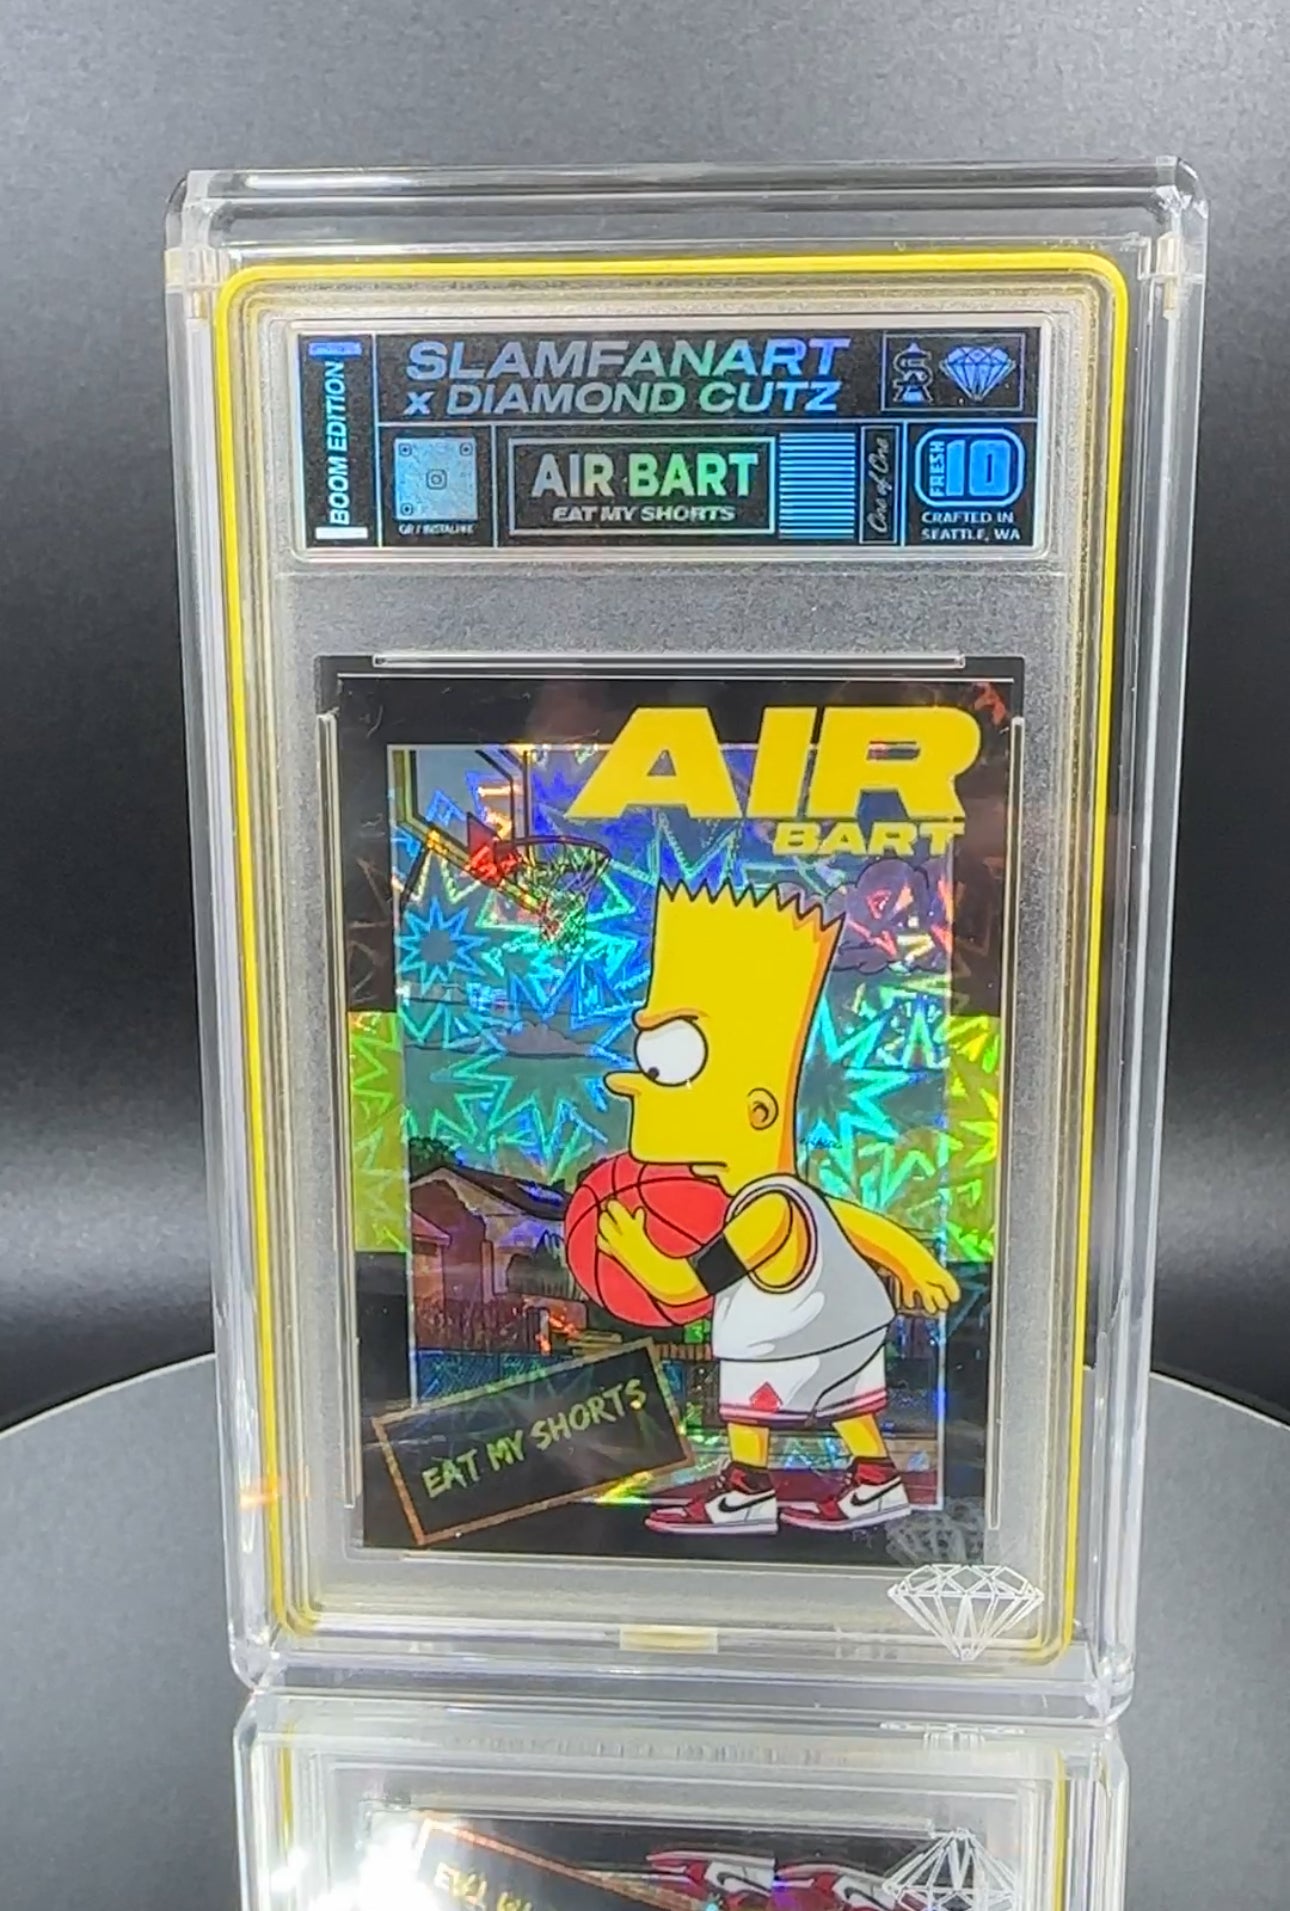 BOOM EDITION
SLAMFANART
x DIAMOND CUTZ
AIR BART
EAT MY SHORTS
One of One
FRESH
10
CRAFTED IN
SEATTLE, WA
AIR
BART
EAT MY SHORTS